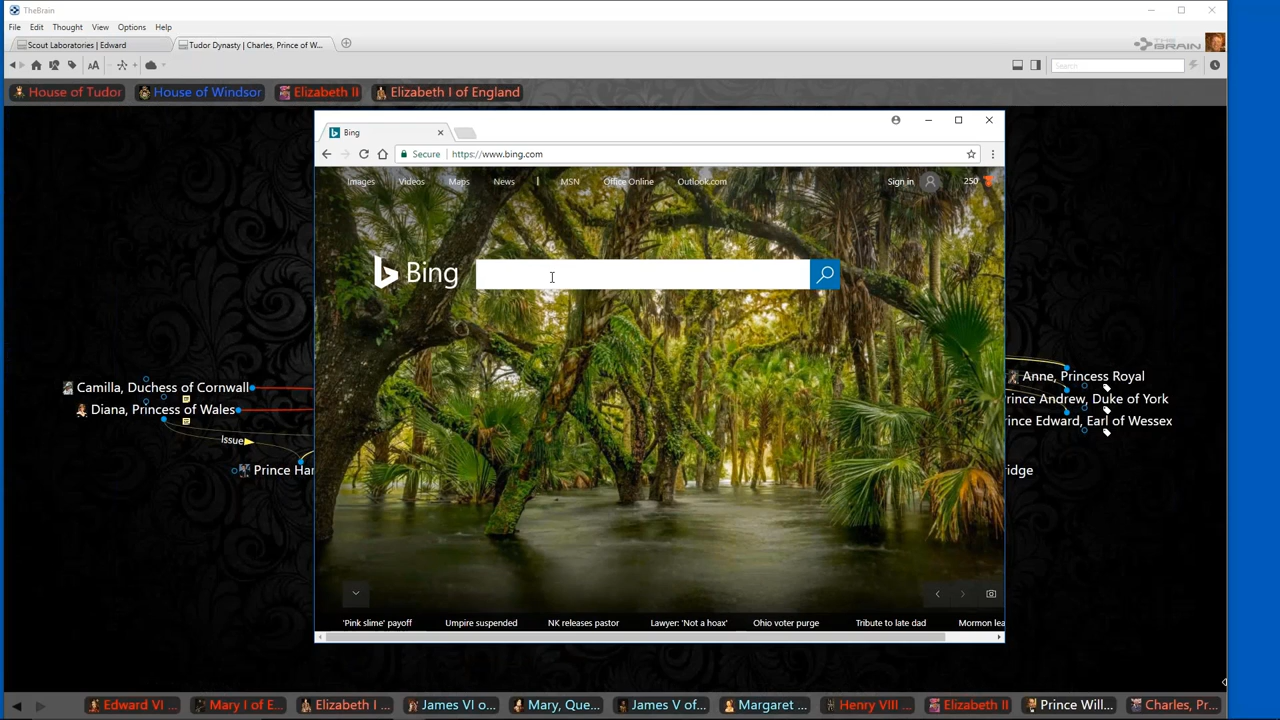 TheBrain
File Edit Thought View Options Help
Scout Laboratories | Edward
Tudor Dynasty | Charles, Prince of W...
THE BRAIN
AA
Search
House of Tudor
House of Windsor
Elizabeth II
Elizabeth I of England
Bing
Secure https://www.bing.com
Images Videos Maps News | MSN Office Online Outlook.com
Sign in 250
Bing
Camilla, Duchess of Cornwall
Diana, Princess of Wales
Issue
Prince Har
Anne, Princess Royal
rince Andrew, Duke of York
ince Edward, Earl of Wessex
ridge
'Pink slime' payoff Umpire suspended NK releases pastor Lawyer: 'Not a hoax' Ohio voter purge Tribute to late dad Mormon lea
Edward VI ... Mary I of E... Elizabeth I ... James VI o... Mary, Que... James V of... Margaret ... Henry VIII ... Elizabeth II Prince Will... Charles, Pr...